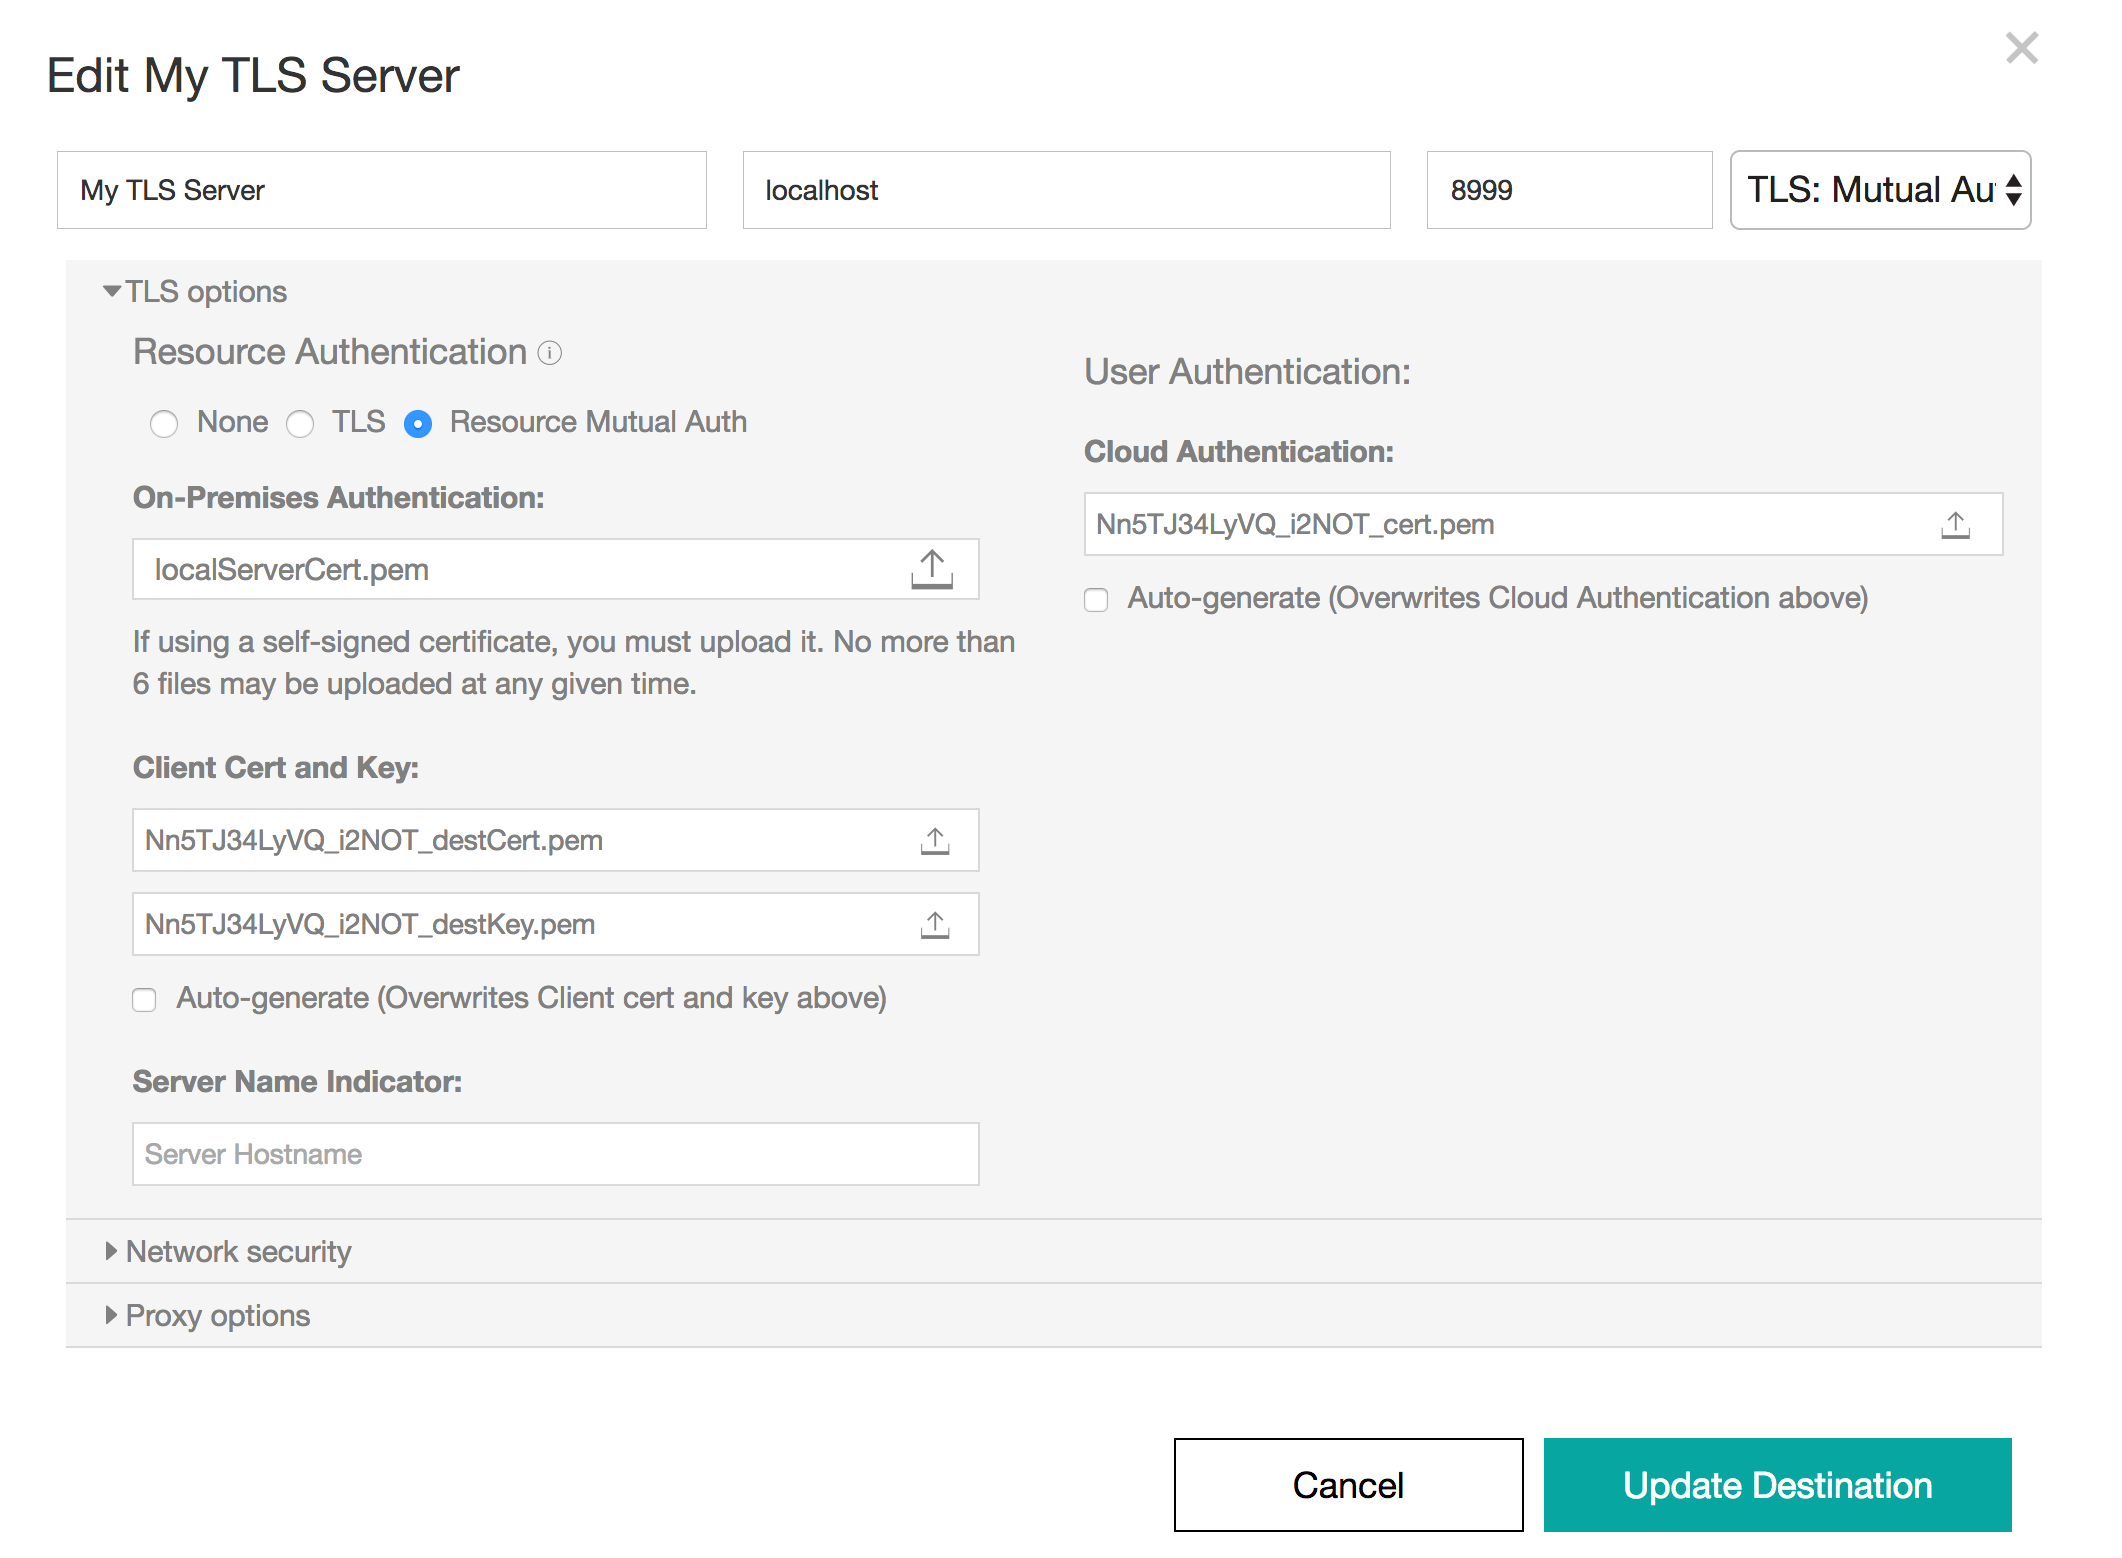 Edit My TLS Server
My TLS Server
localhost
8999
TLS: Mutual Au
TLS options
Resource Authentication
None
TLS
Resource Mutual Auth
On-Premises Authentication:
localServerCert.pem
If using a self-signed certificate, you must upload it. No more than
6 files may be uploaded at any given time.
Client Cert and Key:
Nn5TJ34LyVQ_i2NOT_destCert.pem
Nn5TJ34LyVQ_i2NOT_destKey.pem
Auto-generate (Overwrites Client cert and key above)
Server Name Indicator:
Server Hostname
User Authentication:
Cloud Authentication:
Nn5TJ34LyVQ_i2NOT_cert.pem
Auto-generate (Overwrites Cloud Authentication above)
Network security
Proxy options
Cancel
Update Destination